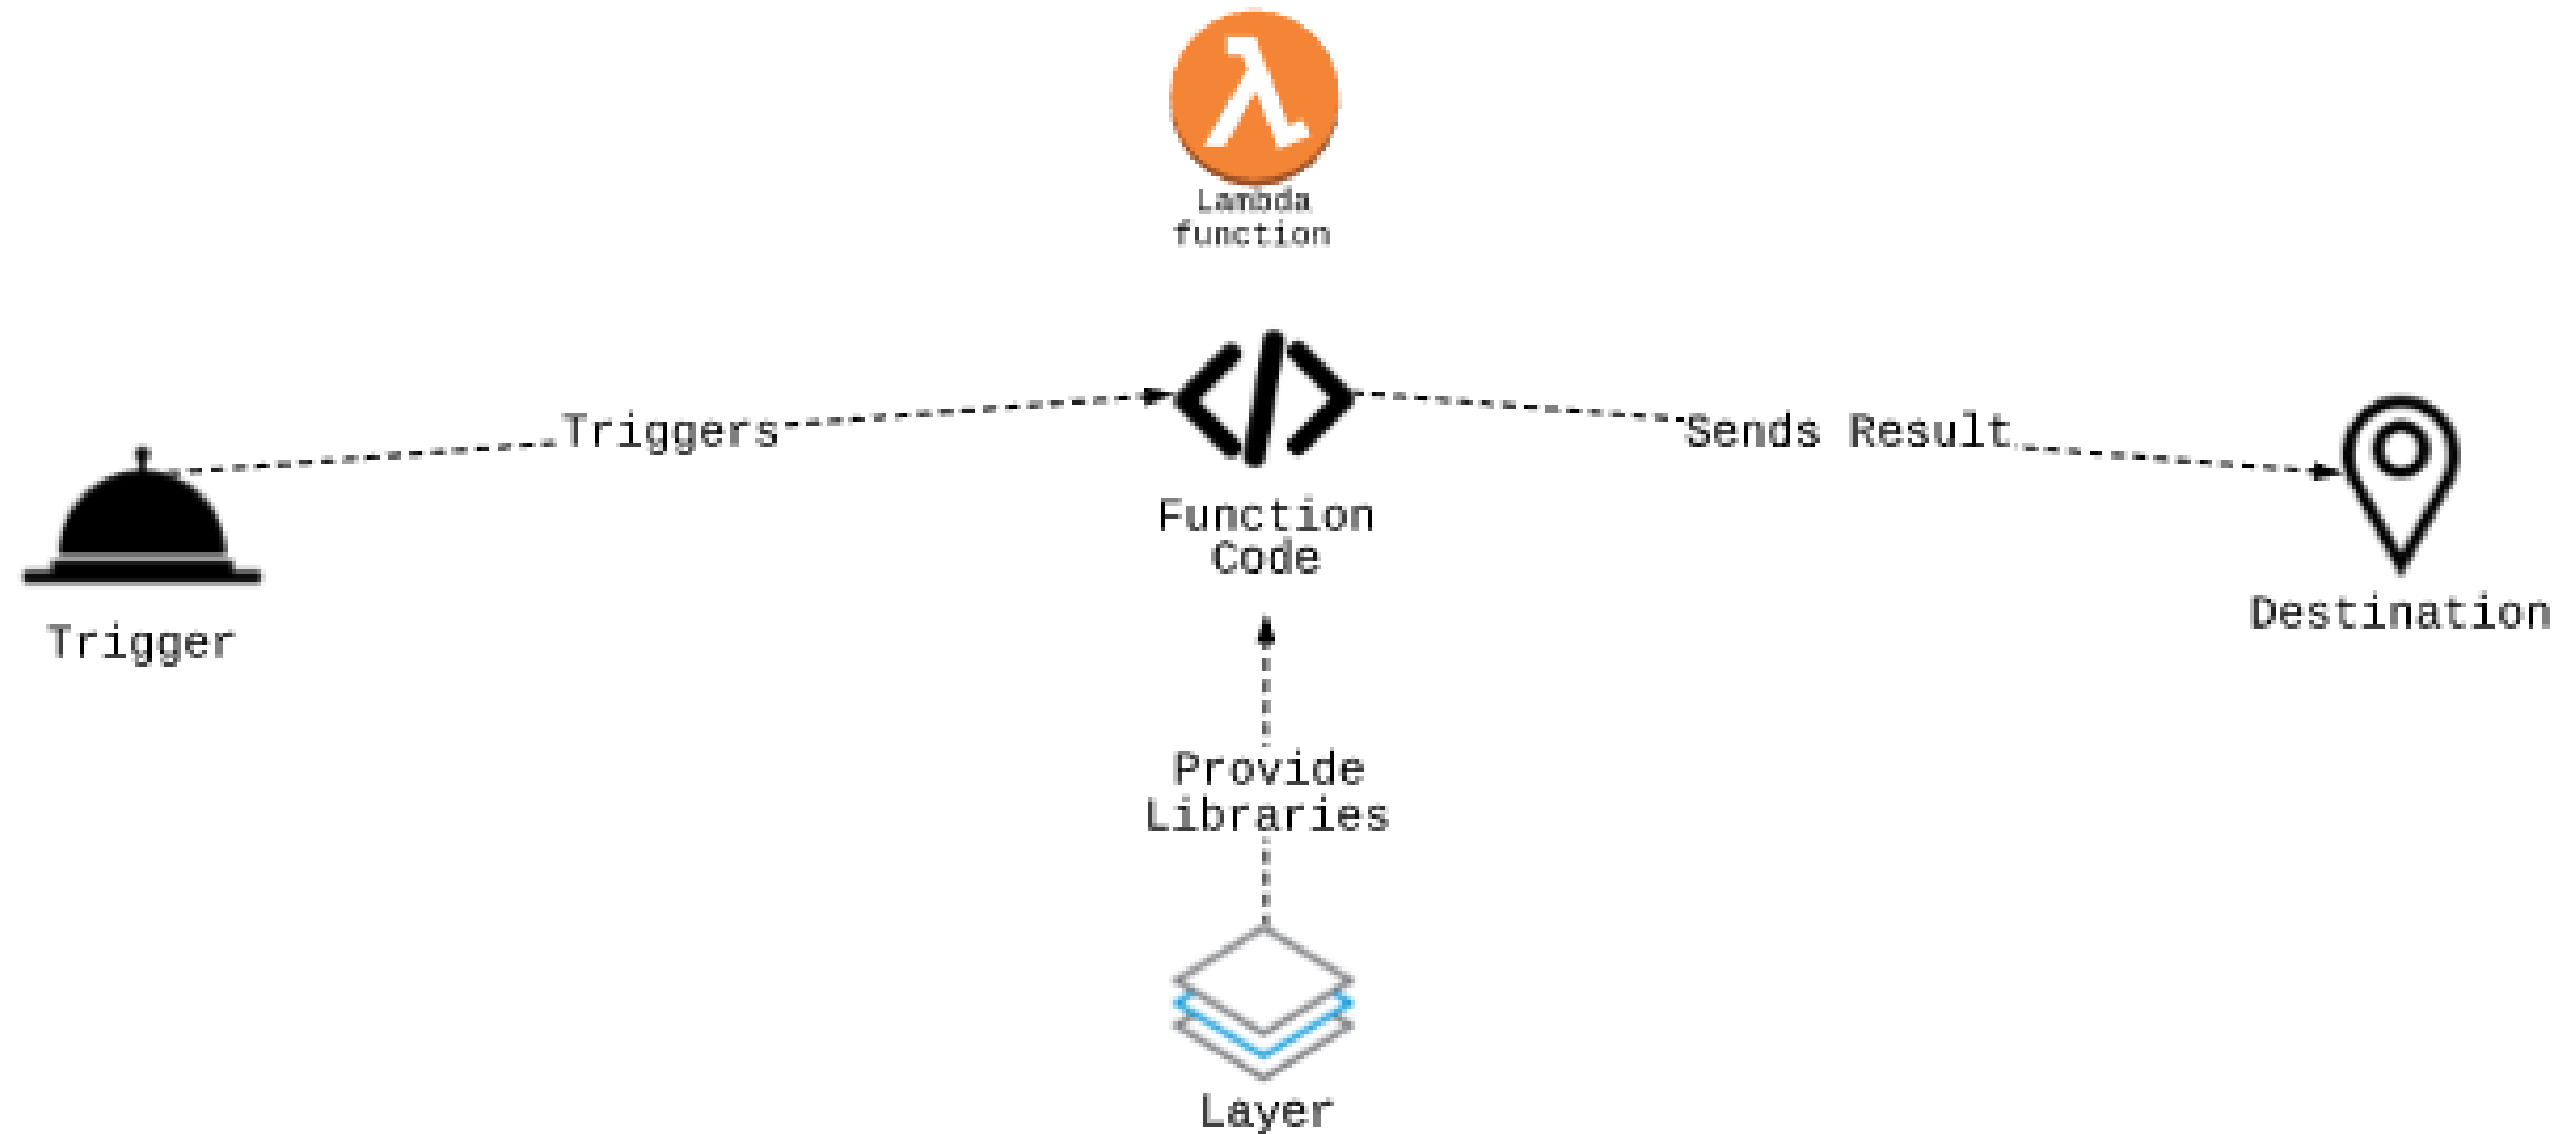 Lambda
function
Triggers
Sends Result
Function
Code
Trigger
Destination
Provide
Libraries
Layer